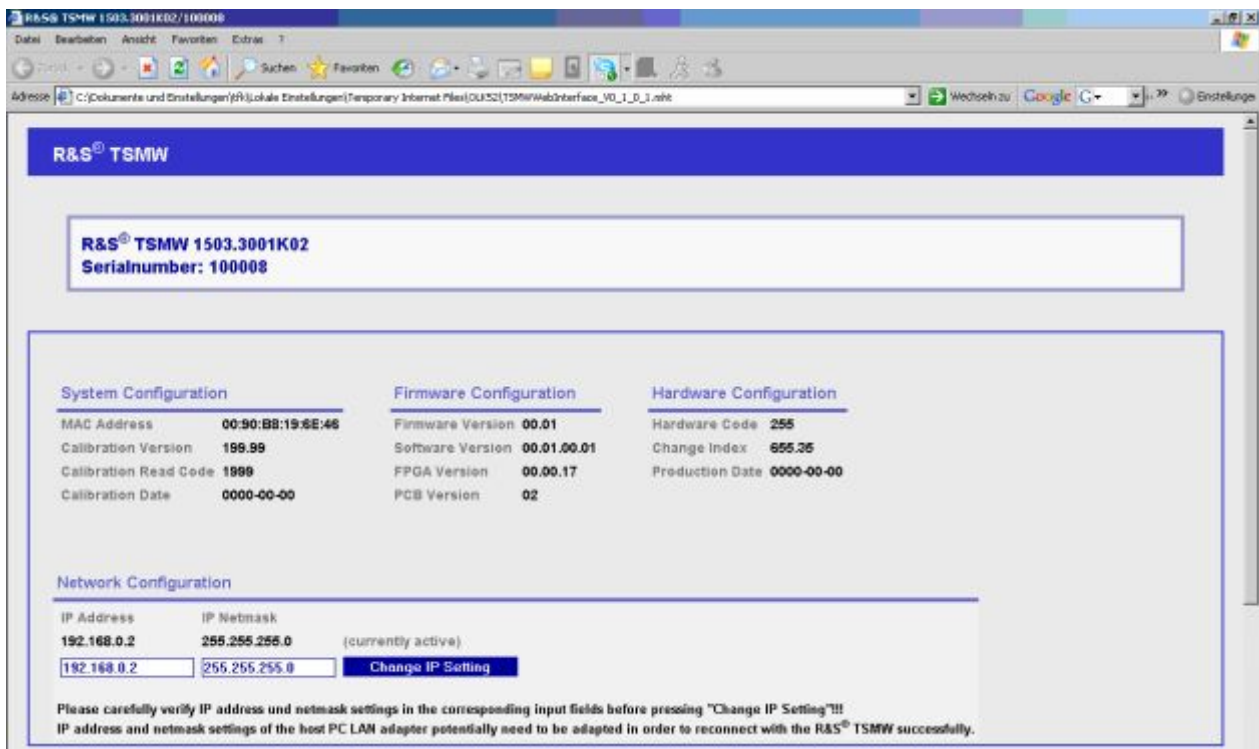 R&S® TSMW 1503.3001K02/100008
Datei Bearbeiten Ansicht Favoriten Extras ?
Suchen Favoriten
Adresse C:\Dokumente und Einstellungen\ Lokale Einstellungen\Temporary Internet Files\OLK52\TSMWWebInterface_V0_1_0_1.mht Wechseln zu Google G Einstellunge
R&S® TSMW
R&S® TSMW 1503.3001K02
Serialnumber: 100008
System Configuration Firmware Configuration Hardware Configuration
MAC Address 00:90:B8:19:6E:46 Firmware Version 00.01 Hardware Code 255
Calibration Version 199.99 Software Version 00.01.00.01 Change Index 655.35
Calibration Read Code 1999 FPGA Version 00.00.17 Production Date 0000-00-00
Calibration Date 0000-00-00 PCB Version 02
Network Configuration
IP Address IP Netmask
192.168.0.2 255.255.255.0 (currently active)
192.168.0.2 255.255.255.0 Change IP Setting
Please carefully verify IP address und netmask settings in the corresponding input fields before pressing "Change IP Setting"!!!
IP address and netmask settings of the host PC LAN adapter potentially need to be adapted in order to reconnect with the R&S® TSMW successfully.